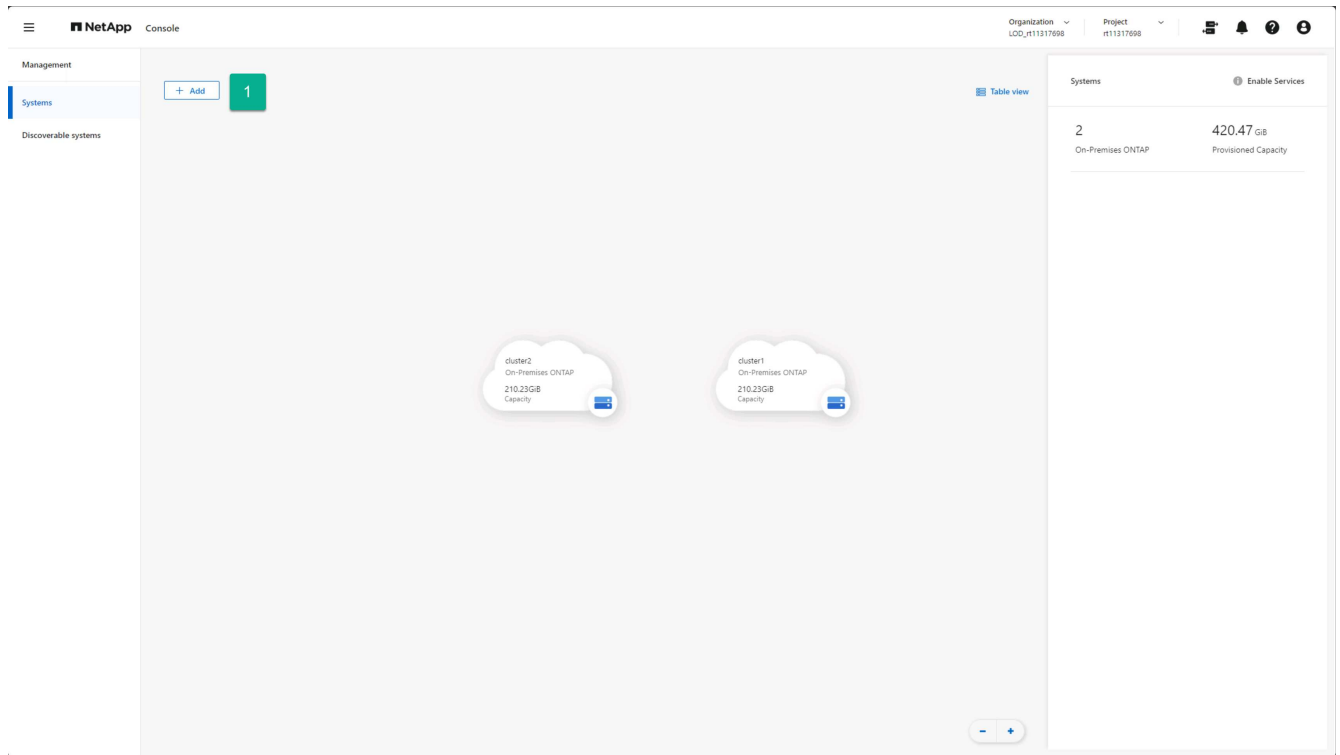 NetApp Console
Organization
LOD_rt11317698
Project
rt11317698
Management
Systems
Discoverable systems
+ Add
1
Table view
cluster2
On-Premises ONTAP
210.23GiB
Capacity
cluster1
On-Premises ONTAP
210.23GiB
Capacity
Systems
Enable Services
2
On-Premises ONTAP
420.47 GiB
Provisioned Capacity
- +